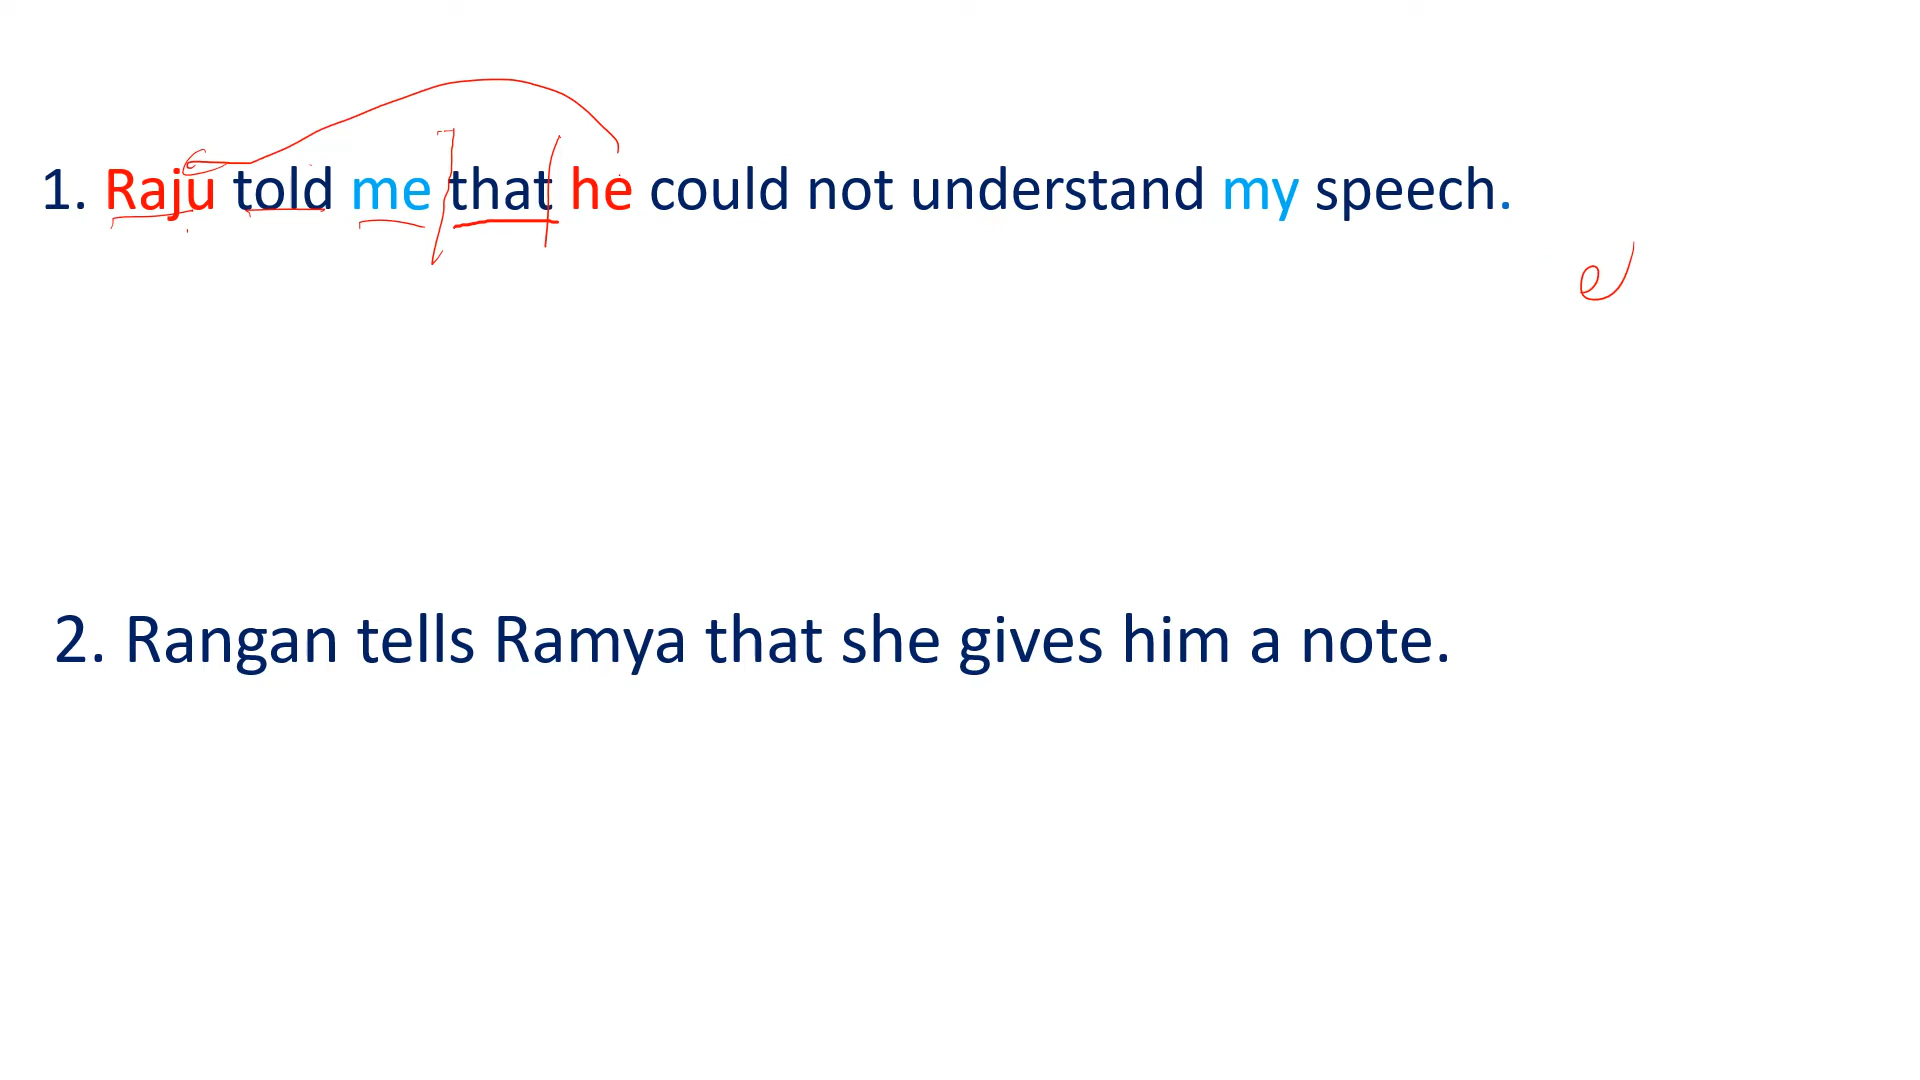 1. Raju told me that he could not understand my speech.
2. Rangan tells Ramya that she gives him a note.